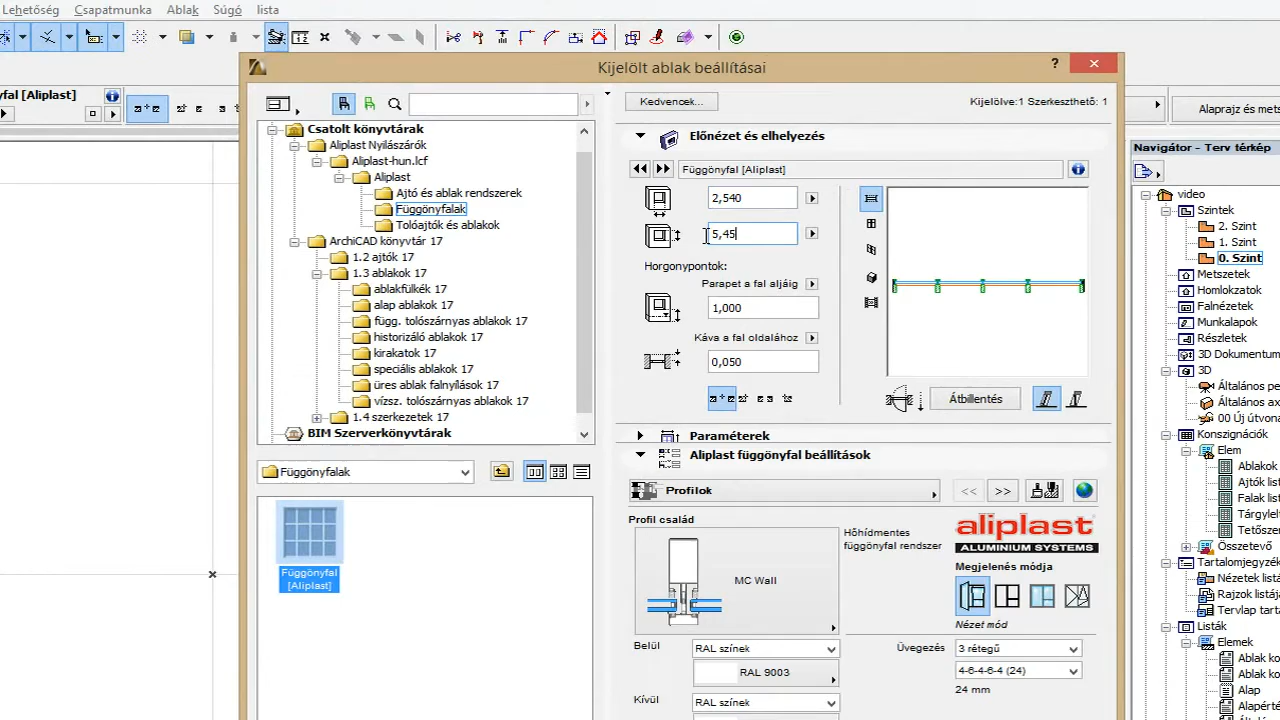 Lehetőség Csapatmunka Ablak Súgó lista
Kijelölt ablak beállításai
?
fal [Aliplast]
Kedvencek...
Kijelölve:1 Szerkeszthető: 1
Alaprajz és
Csatolt könyvtárak
Aliplast Nyilászárók
Aliplast-hun.lcf
Aliplast
Ajtó és ablak rendszerek
Függönyfalak
Tolóajtók és ablakok
ArchiCAD könyvtár 17
1.2 ajtók 17
1.3 ablakok 17
ablakfülkék 17
alap ablakok 17
függ. tolószárnyas ablakok 17
historizáló ablakok 17
kirakatok 17
speciális ablakok 17
üres ablak falnyílások 17
vízsz. tolószárnyas ablakok 17
1.4 szerkezetek 17
BIM Szerverkönyvtárak
Függönyfalak
Függönyfal
[Aliplast]
Előnézet és elhelyezés
Függönyfal [Aliplast]
2,540
5,45
Horgonypontok:
Parapet a fal aljáig
1,000
Káva a fal oldalához
0,050
Átbillentés
Paraméterek
Aliplast függönyfal beállítások
Profilok
<< >>
Profil család
MC Wall
Hőhídmentes
függönyfal rendszer
aliplast
ALUMINIUM SYSTEMS
Megjelenés módja
Nézet mód
Belül
RAL színek
RAL 9003
Kívül
RAL színek
Üvegezés
3 rétegű
4-6-4-6-4 (24)
24 mm
Navigátor - Terv térkép
video
Szintek
2. Szint
1. Szint
0. Szint
Metszetek
Homlokzatok
Falnézetek
Munkalapok
Részletek
3D Dokumentum
3D
Általános
Általános
00 Új útvona
Konszignációk
Elem
Ablakok
Ajtók list
Falak list
Tárgylel
Tetőszer
Összetevő
Tartalomjegyzék
Nézetek listá
Rajzok listája
Tervlap tarta
Listák
Elemek
Ablak ko
Ablak ko
Alap
Alapérté